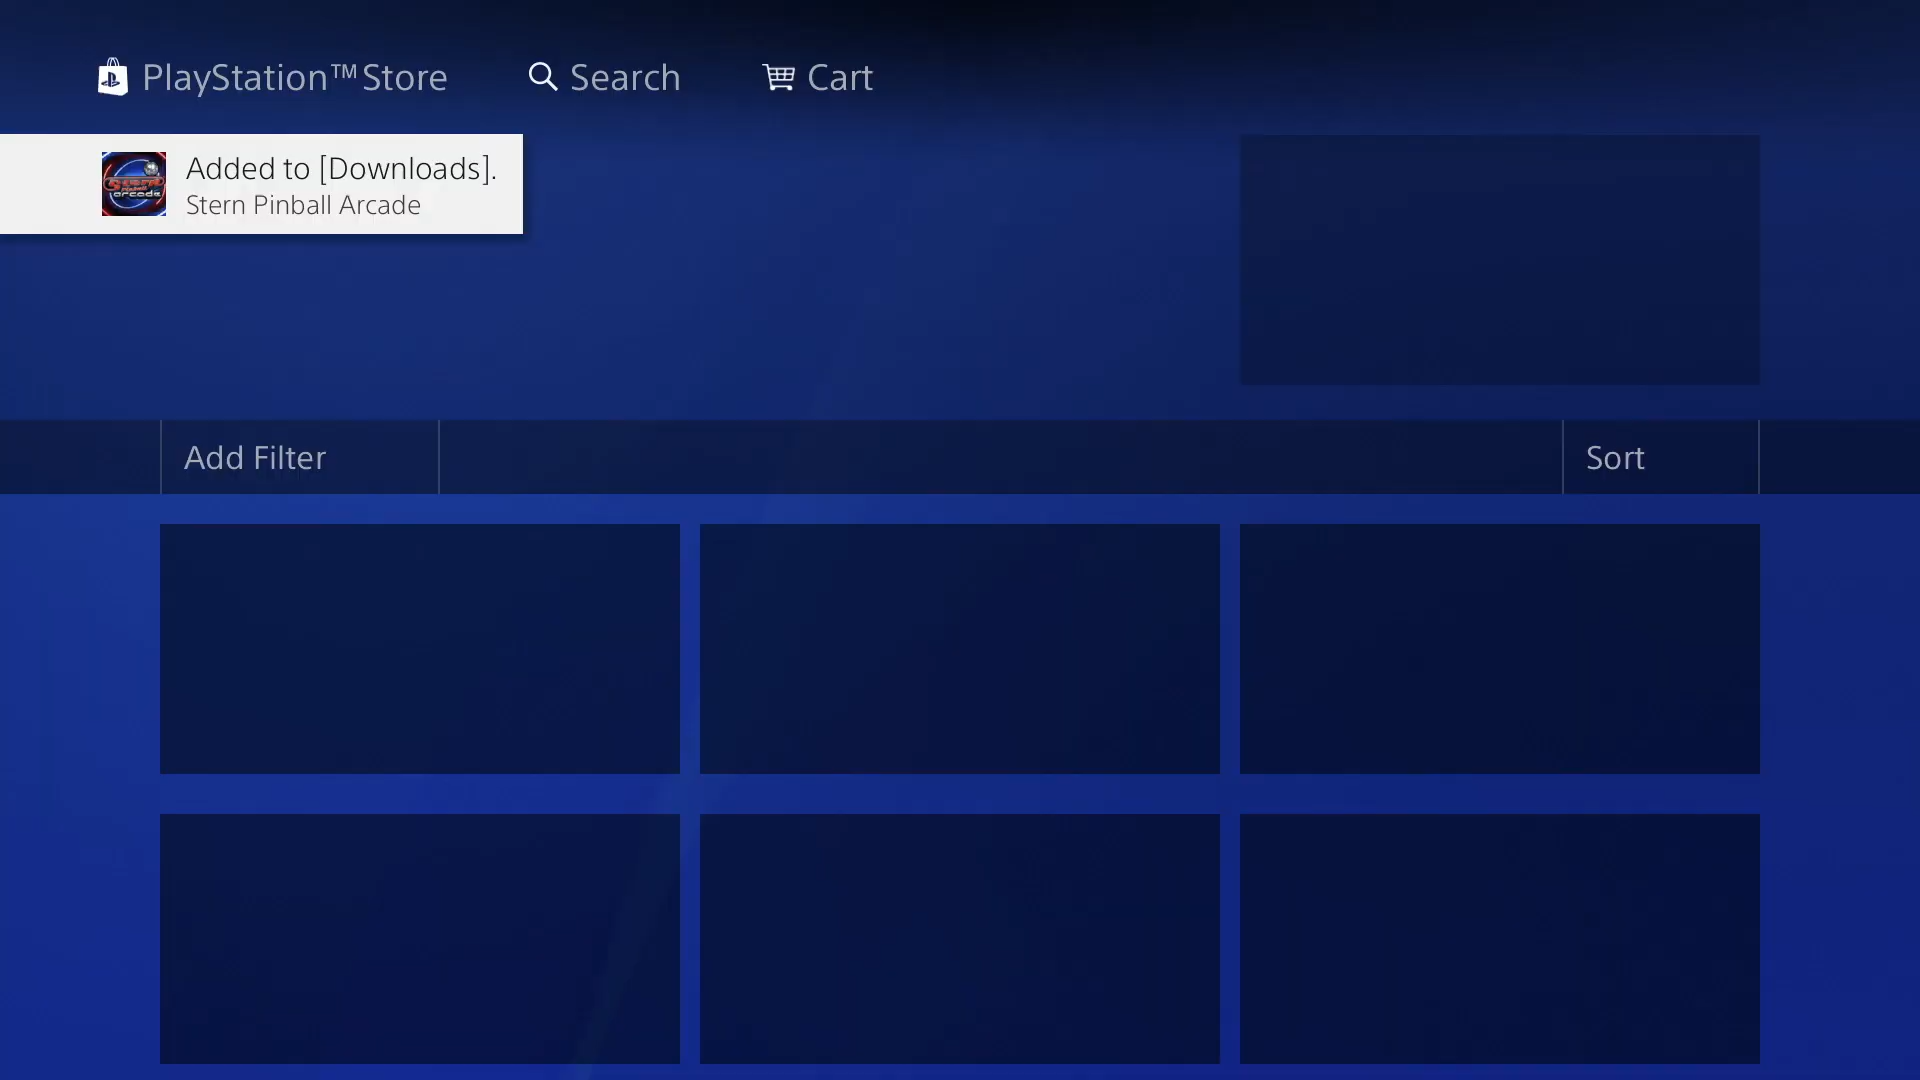 PlayStation™Store Search Cart
Added to [Downloads].
Stern Pinball Arcade
Add Filter Sort